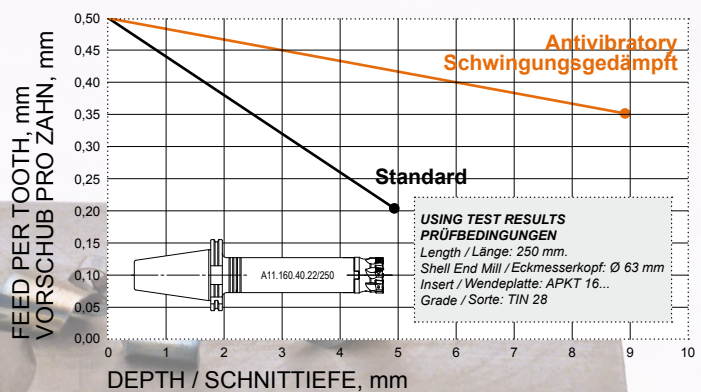 FEED PER TOOTH, mm
VORSCHUB PRO ZAHN, mm
0,50
0,45
0,40
0,35
0,30
0,25
0,20
0,15
0,10
0,05
0,00
Antivibratory
Schwingungsgedämpft
Standard
A11.160.40.22/250
USING TEST RESULTS
PRÜFBEDINGUNGEN
Length / Länge: 250 mm.
Shell End Mill / Eckmesserkopf: Ø 63 mm
Insert / Wendeplatte: APKT 16...
Grade / Sorte: TIN 28
0 1 2 3 4 5 6 7 8 9 10
DEPTH / SCHNITTIEFE, mm